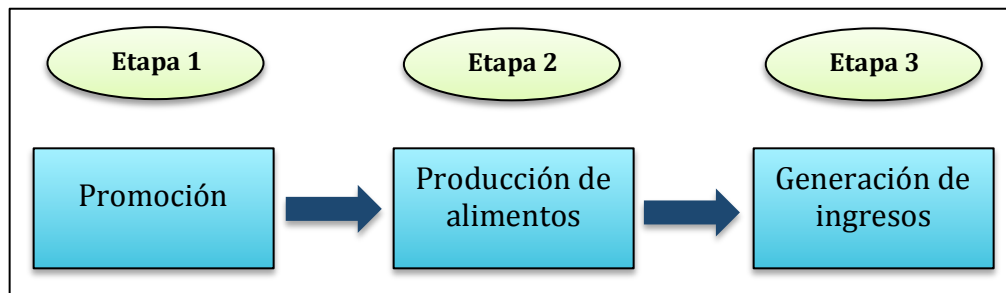 Etapa 1
Etapa 2
Etapa 3
Promoción
Producción de
alimentos
Generación de
ingresos